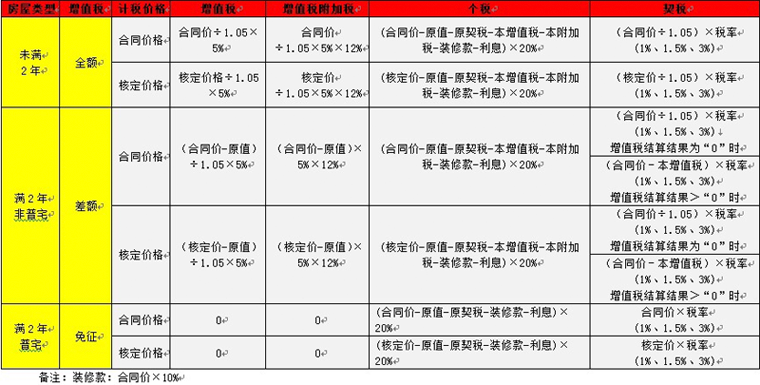 房屋类型 增值税 计税价格 增值税 增值税附加税 个税 契税
未满
2年
全额
合同价格
合同价÷1.05×
5%
合同价
÷1.05×5%×12%
(合同价-原值-原契税-本增值税-本附加
税-装修款-利息)×20%
(合同价÷1.05)×税率
(1%、1.5%、3%)
核定价格
核定价格÷1.05
×5%
核定价
÷1.05×5%×12%
(核定价-原值-原契税-本增值税-本附加
税-装修款-利息)×20%
(核定价÷1.05)×税率
(1%、1.5%、3%)
满2年
非普宅
差额
合同价格
(合同价-原值)
÷1.05×5%
(合同价-原值)×
5%×12%
(合同价-原值-原契税-本增值税-本附加
税-装修款-利息)×20%
(合同价÷1.05)×税率
(1%、1.5%、3%)
增值税结算结果为“0”时
(合同价-本增值税)×税率
(1%、1.5%、3%)
增值税结算结果>“0”时
核定价格
(核定价-原值)
÷1.05×5%
(核定价-原值)×
5%×12%
(核定价-原值-原契税-本增值税-本附加
税-装修款-利息)×20%
(合同价÷1.05)×税率
(1%、1.5%、3%)
增值税结算结果为“0”时
(合同价-本增值税)×税率
(1%、1.5%、3%)
增值税结算结果>“0”时
满2年
普宅
免征
合同价格
0
0
(合同价-原值-原契税-装修款-利息)×
20%
合同价×税率
(1%、1.5%、3%)
核定价格
0
0
(核定价-原值-原契税-装修款-利息)×
20%
核定价×税率
(1%、1.5%、3%)
备注:装修款:合同价×10%